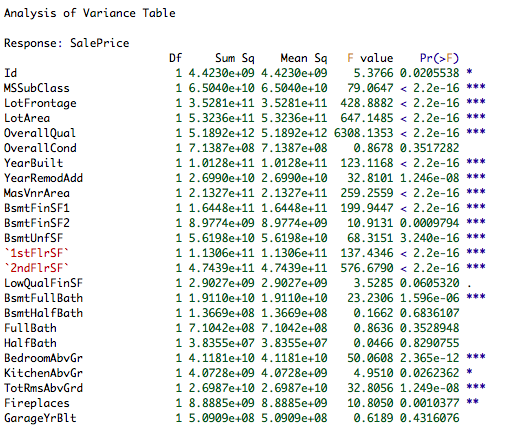 Analysis of Variance Table
Response: SalePrice
Df Sum Sq Mean Sq F value Pr(>F)
Id 1 4.4230e+09 4.4230e+09 5.3766 0.0205538 *
MSSubClass 1 6.5040e+10 6.5040e+10 79.0647 < 2.2e-16 ***
LotFrontage 1 3.5281e+11 3.5281e+11 428.8882 < 2.2e-16 ***
LotArea 1 5.3236e+11 5.3236e+11 647.1485 < 2.2e-16 ***
OverallQual 1 5.1892e+12 5.1892e+12 6308.1353 < 2.2e-16 ***
OverallCond 1 7.1387e+08 7.1387e+08 0.8678 0.3517282
YearBuilt 1 1.0128e+11 1.0128e+11 123.1168 < 2.2e-16 ***
YearRemodAdd 1 2.6990e+10 2.6990e+10 32.8101 1.246e-08 ***
MasVnrArea 1 2.1327e+11 2.1327e+11 259.2559 < 2.2e-16 ***
BsmtFinSF1 1 1.6448e+11 1.6448e+11 199.9447 < 2.2e-16 ***
BsmtFinSF2 1 8.9774e+09 8.9774e+09 10.9131 0.0009794 ***
BsmtUnfSF 1 5.6198e+10 5.6198e+10 68.3151 3.240e-16 ***
`1stFlrSF` 1 1.1306e+11 1.1306e+11 137.4346 < 2.2e-16 ***
`2ndFlrSF` 1 4.7439e+11 4.7439e+11 576.6790 < 2.2e-16 ***
LowQualFinSF 1 2.9027e+09 2.9027e+09 3.5285 0.0605320 .
BsmtFullBath 1 1.9110e+10 1.9110e+10 23.2306 1.596e-06 ***
BsmtHalfBath 1 1.3669e+08 1.3669e+08 0.1662 0.6836107
FullBath 1 7.1042e+08 7.1042e+08 0.8636 0.3528948
HalfBath 1 3.8355e+07 3.8355e+07 0.0466 0.8290755
BedroomAbvGr 1 4.1181e+10 4.1181e+10 50.0608 2.365e-12 ***
KitchenAbvGr 1 4.0728e+09 4.0728e+09 4.9510 0.0262362 *
TotRmsAbvGrd 1 2.6987e+10 2.6987e+10 32.8056 1.249e-08 ***
Fireplaces 1 8.8885e+09 8.8885e+09 10.8050 0.0010377 **
GarageYrBlt 1 5.0909e+08 5.0909e+08 0.6189 0.4316076